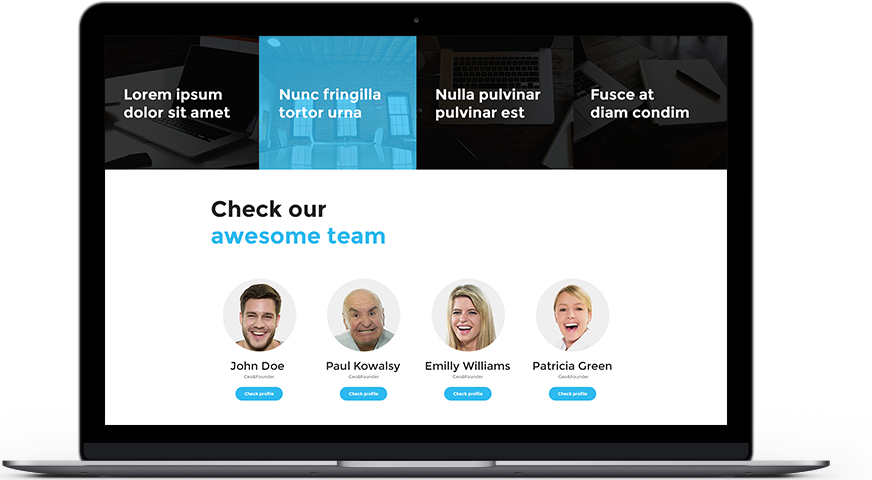 Lorem ipsum
dolor sit amet
Nunc fringilla
tortor urna
Nulla pulvinar
pulvinar est
Fusce at
diam condim
Check our
awesome team
John Doe
Ceo&Founder
Check profile
Paul Kowalsy
Ceo&Founder
Check profile
Emilly Williams
Ceo&Founder
Check profile
Patricia Green
Ceo&Founder
Check profile